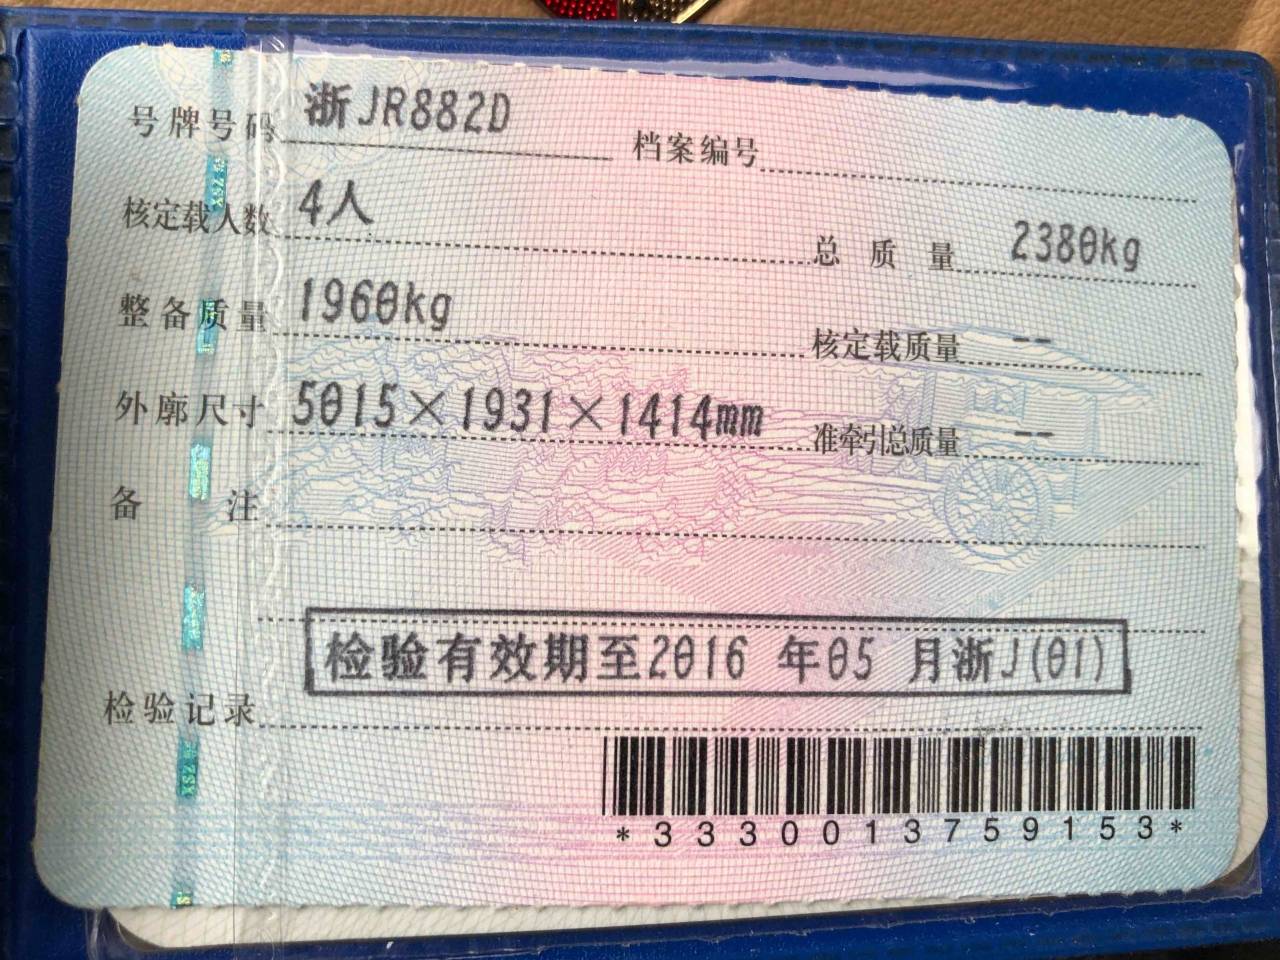 号牌号码 浙JR882D 档案编号
核定载人数 4人 总质量 2380kg
整备质量 1960kg 核定载质量 --
外廓尺寸 5015×1931×1414mm 准牵引总质量 --
备注
检验有效期至2016 年05 月浙J(01)
检验记录
*3330013759153*